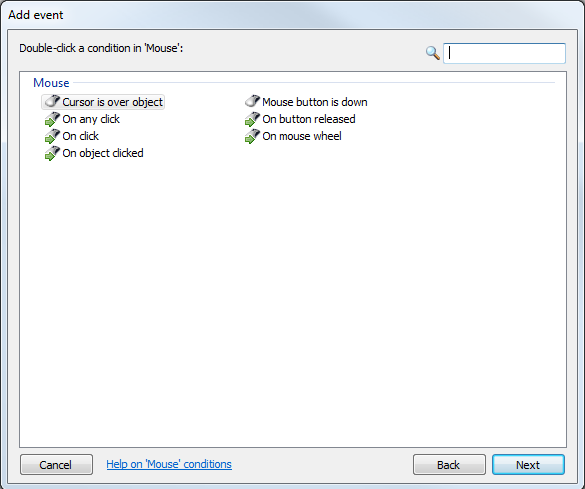 Add event
Double-click a condition in 'Mouse':
Mouse
Cursor is over object
Mouse button is down
On any click
On button released
On click
On mouse wheel
On object clicked
Cancel
Help on 'Mouse' conditions
Back
Next